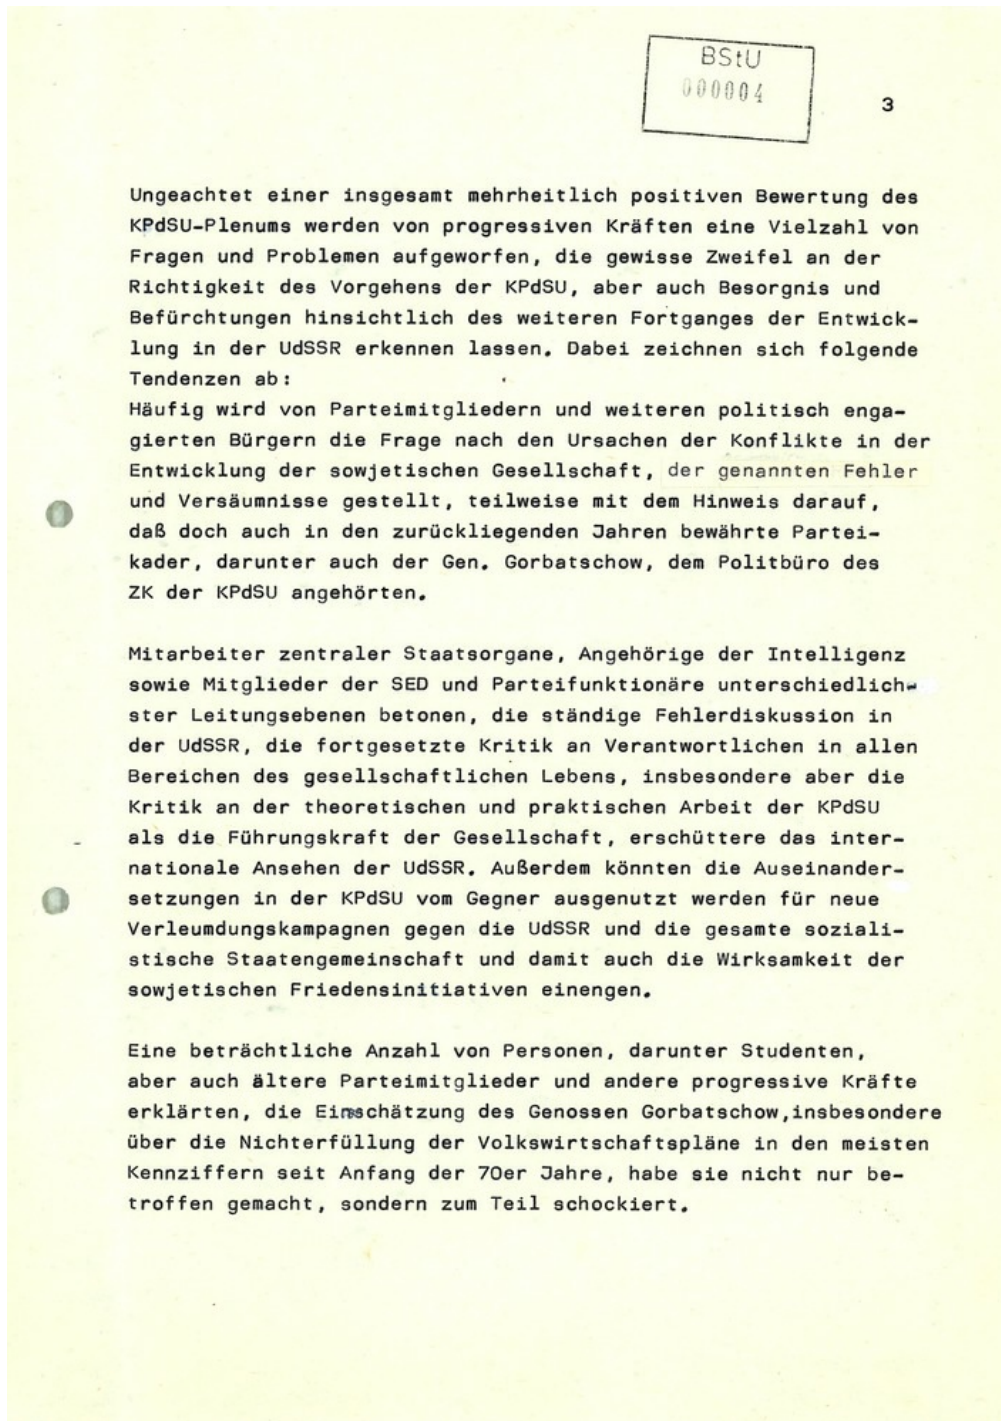 BStU
000004
3
Ungeachtet einer insgesamt mehrheitlich positiven Bewertung des
KPdSU-Plenums werden von progressiven Kräften eine Vielzahl von
Fragen und Problemen aufgeworfen, die gewisse Zweifel an der
Richtigkeit des Vorgehens der KPdSU, aber auch Besorgnis und
Befürchtungen hinsichtlich des weiteren Fortganges der Entwick-
lung in der UdSSR erkennen lassen. Dabei zeichnen sich folgende
Tendenzen ab:
Häufig wird von Parteimitgliedern und weiteren politisch enga-
gierten Bürgern die Frage nach den Ursachen der Konflikte in der
Entwicklung der sowjetischen Gesellschaft, der genannten Fehler
und Versäumnisse gestellt, teilweise mit dem Hinweis darauf,
daß doch auch in den zurückliegenden Jahren bewährte Partei-
kader, darunter auch der Gen. Gorbatschow, dem Politbüro des
ZK der KPdSU angehörten.
Mitarbeiter zentraler Staatsorgane, Angehörige der Intelligenz
sowie Mitglieder der SED und Parteifunktionäre unterschiedlich-
ster Leitungsebenen betonen, die ständige Fehlerdiskussion in
der UdSSR, die fortgesetzte Kritik an Verantwortlichen in allen
Bereichen des gesellschaftlichen Lebens, insbesondere aber die
Kritik an der theoretischen und praktischen Arbeit der KPdSU
als die Führungskraft der Gesellschaft, erschüttere das inter-
nationale Ansehen der UdSSR. Außerdem könnten die Auseinander-
setzungen in der KPdSU vom Gegner ausgenutzt werden für neue
Verleumdungskampagnen gegen die UdSSR und die gesamte soziali-
stische Staatengemeinschaft und damit auch die Wirksamkeit der
sowjetischen Friedensinitiativen einengen.
Eine beträchtliche Anzahl von Personen, darunter Studenten,
aber auch ältere Parteimitglieder und andere progressive Kräfte
erklärten, die Einschätzung des Genossen Gorbatschow,insbesondere
über die Nichterfüllung der Volkswirtschaftspläne in den meisten
Kennziffern seit Anfang der 70er Jahre, habe sie nicht nur be-
troffen gemacht, sondern zum Teil schockiert.